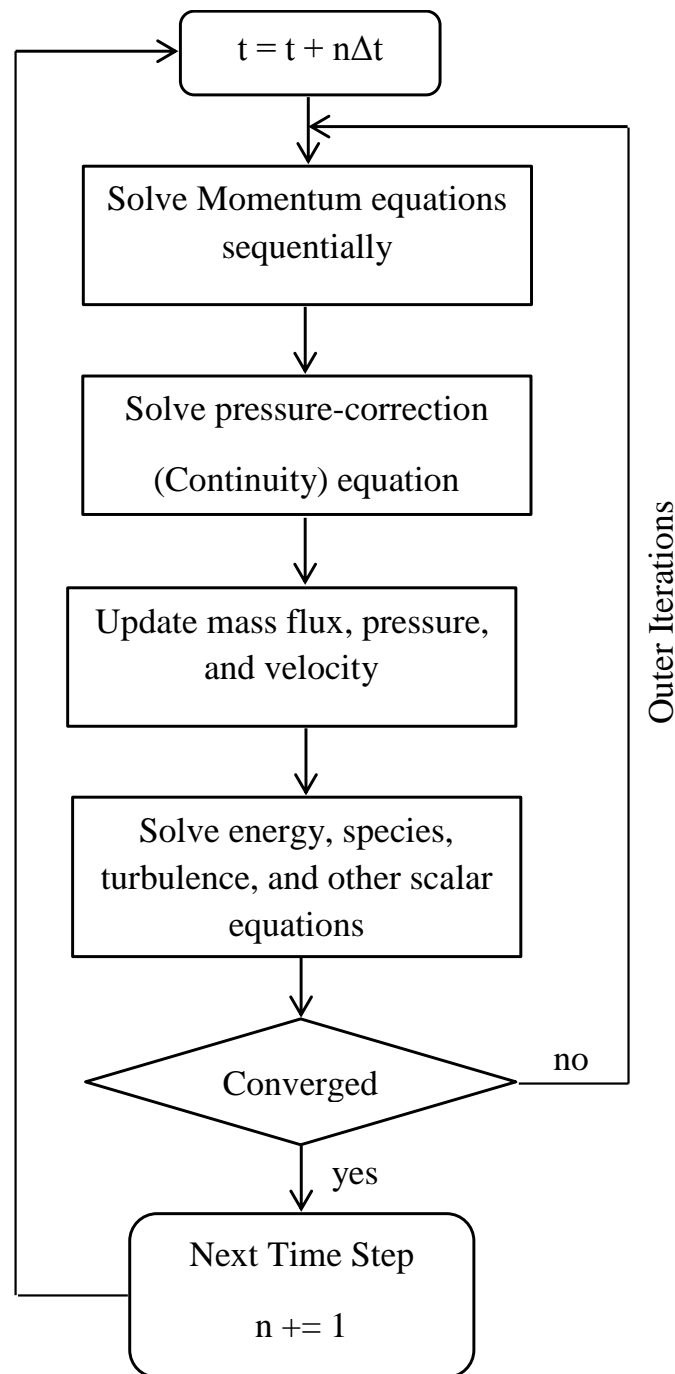 t = t + nΔt
Solve Momentum equations
sequentially
Solve pressure-correction
(Continuity) equation
Update mass flux, pressure,
and velocity
Solve energy, species,
turbulence, and other scalar
equations
Converged
no
yes
Next Time Step
n += 1
Outer Iterations